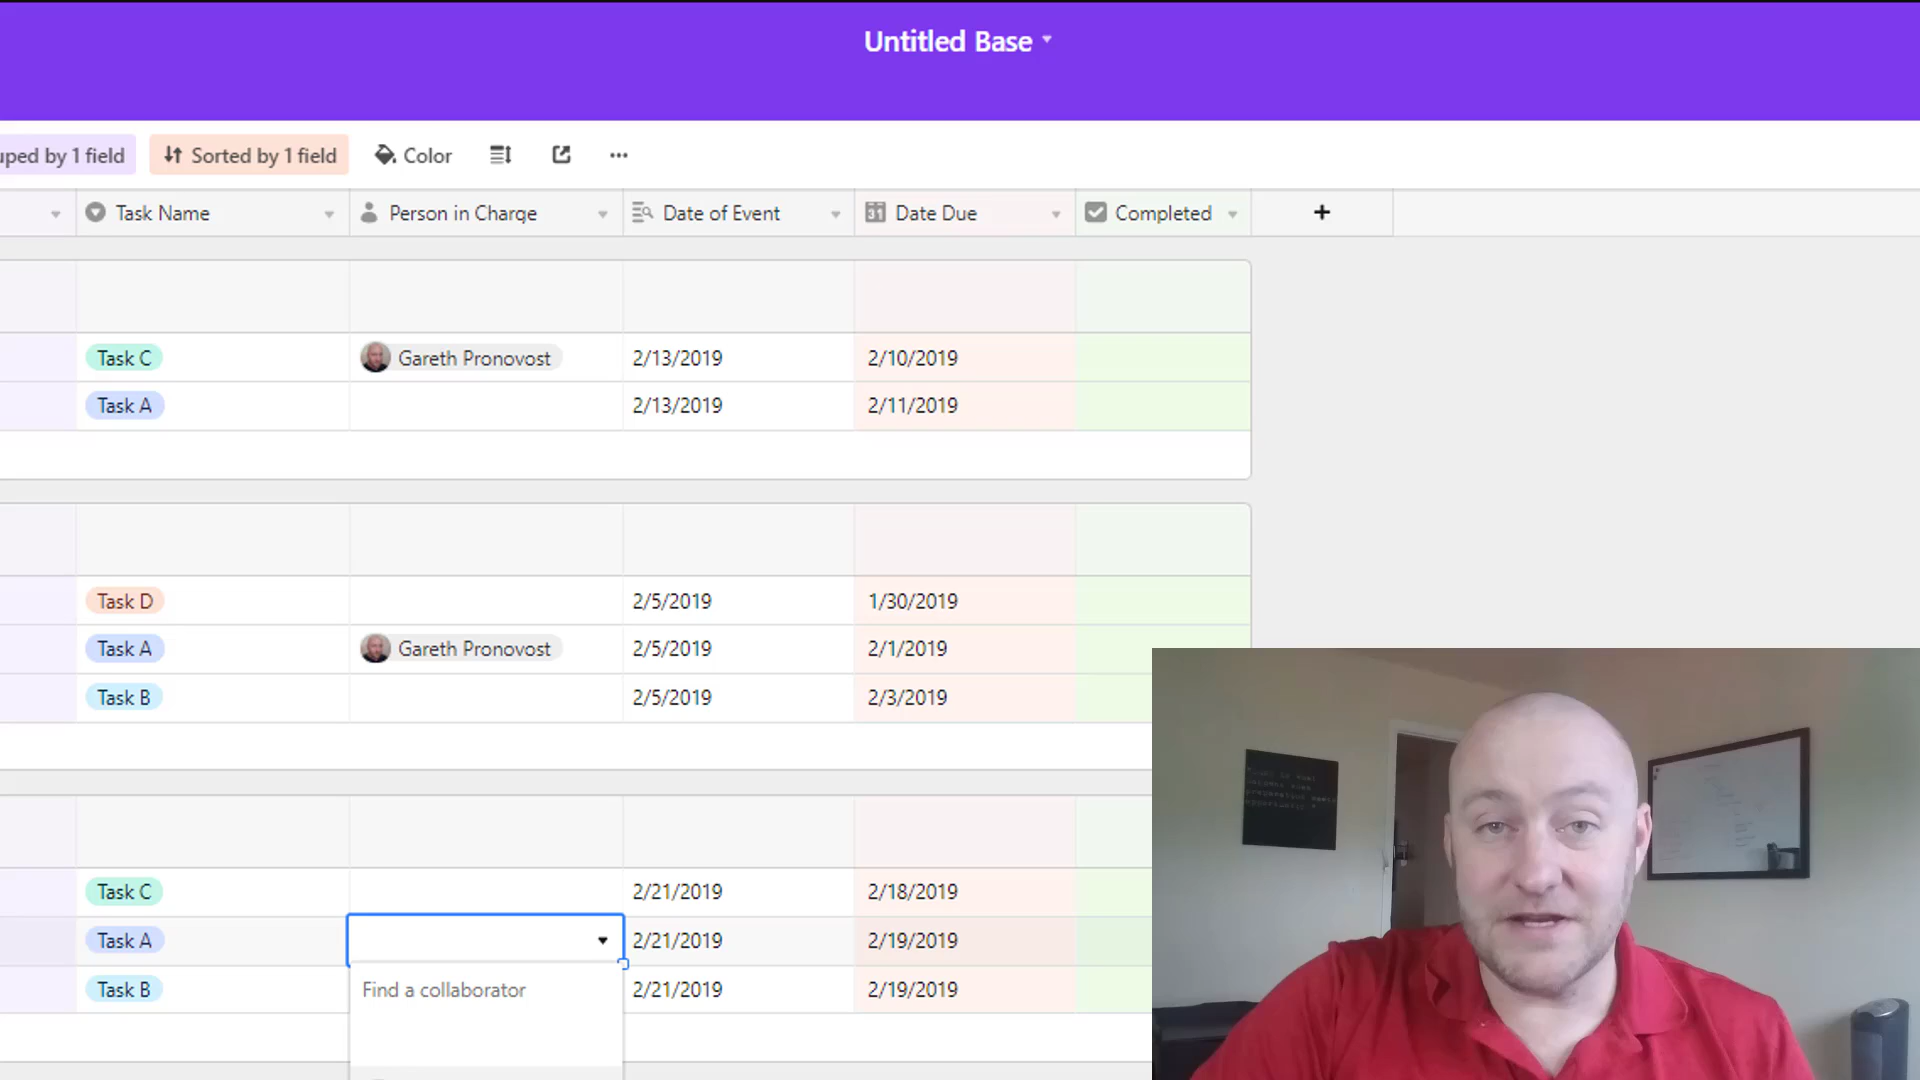 Untitled Base
uped by 1 field Sorted by 1 field Color
Task Name Person in Charge Date of Event 31 Date Due Completed +
Task C Gareth Pronovost 2/13/2019 2/10/2019
Task A 2/13/2019 2/11/2019
Task D 2/5/2019 1/30/2019
Task A Gareth Pronovost 2/5/2019 2/1/2019
Task B 2/5/2019 2/3/2019
Task C 2/21/2019 2/18/2019
Task A 2/21/2019 2/19/2019
Find a collaborator
Task B 2/21/2019 2/19/2019